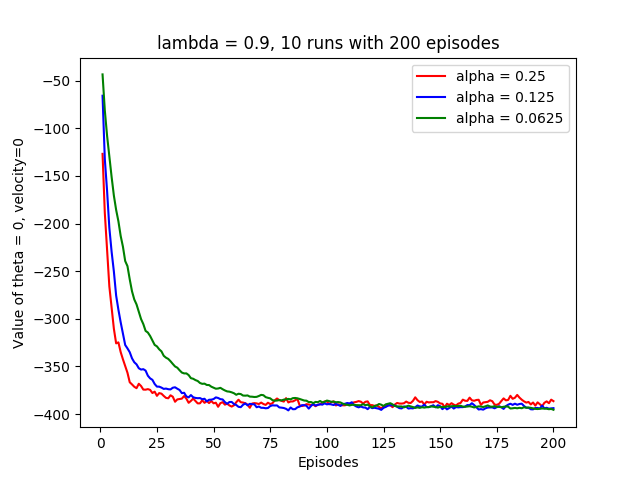 lambda = 0.9, 10 runs with 200 episodes
alpha = 0.25
alpha = 0.125
alpha = 0.0625
Value of theta = 0, velocity=0
−50
−100
−150
−200
−250
−300
−350
−400
0 25 50 75 100 125 150 175 200
Episodes